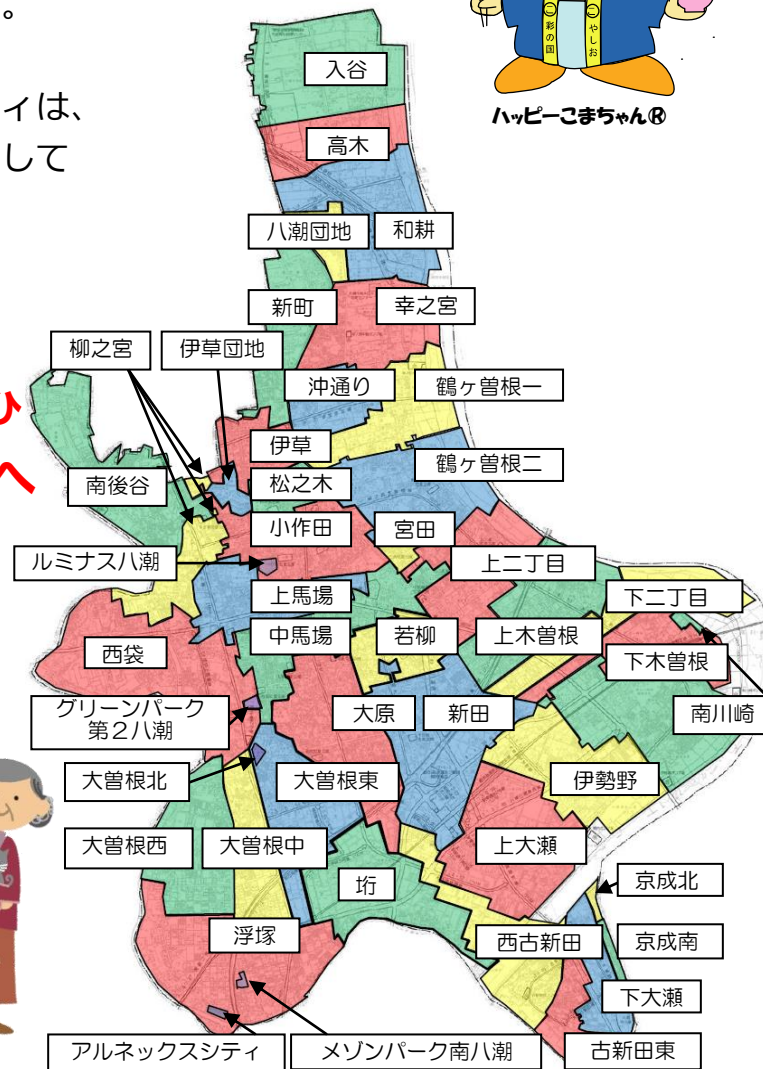 。
ィは、
して
ひ
へ
彩の国
やしお
ハッピーこまちゃん®
入谷
高木
八潮団地
和耕
新町
幸之宮
柳之宮
伊草団地
沖通り
鶴ヶ曽根一
伊草
鶴ヶ曽根二
南後谷
松之木
小作田
宮田
ルミナス八潮
上二丁目
上馬場
下二丁目
西袋
中馬場
若柳
上木曽根
下木曽根
グリーンパーク
第２八潮
大原
新田
南川崎
大曽根北
大曽根東
伊勢野
大曽根西
大曽根中
上大瀬
垳
京成北
浮塚
西古新田
京成南
下大瀬
アルネックスシティ
メゾンパーク南八潮
古新田東